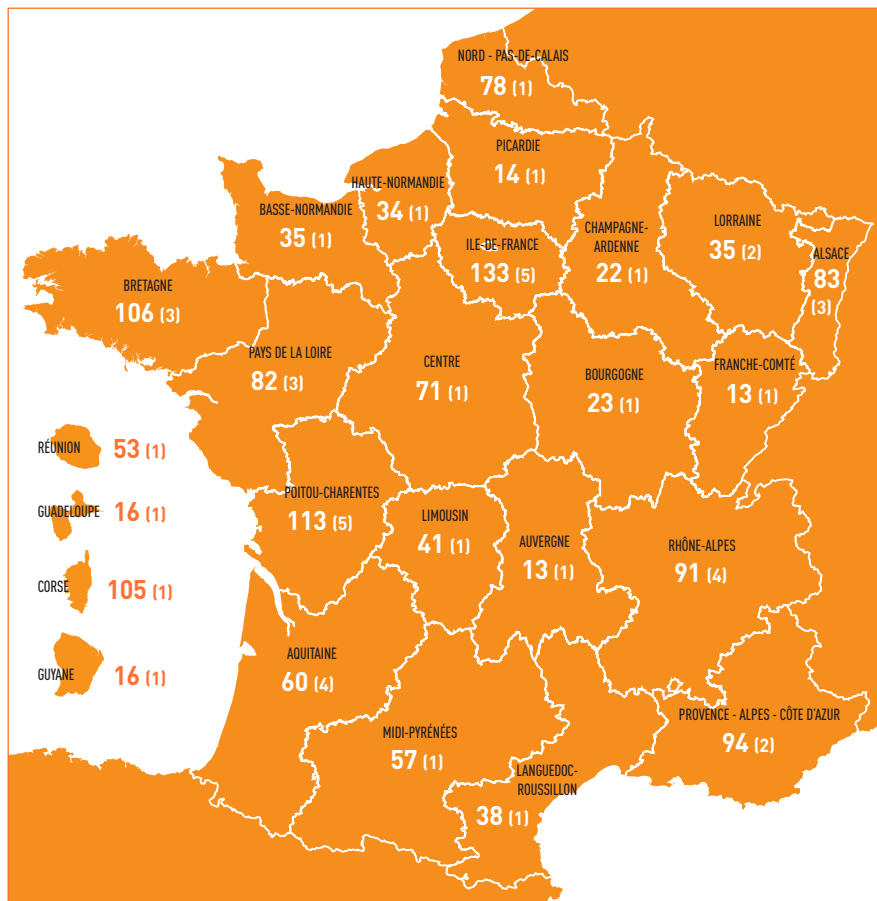 NORD - PAS-DE-CALAIS
78 (1)
PICARDIE
14 (1)
HAUTE-NORMANDIE
34 (1)
BASSE-NORMANDIE
35 (1)
ILE-DE-FRANCE
133 (5)
CHAMPAGNE-
ARDENNE
22 (1)
LORRAINE
35 (2)
ALSACE
83
(3)
BRETAGNE
106 (3)
PAYS DE LA LOIRE
82 (3)
CENTRE
71 (1)
BOURGOGNE
23 (1)
FRANCHE-COMTÉ
13 (1)
RÉUNION
53 (1)
GUADELOUPE
16 (1)
CORSE
105 (1)
GUYANE
16 (1)
POITOU-CHARENTES
113 (5)
LIMOUSIN
41 (1)
AUVERGNE
13 (1)
RHÔNE-ALPES
91 (4)
AQUITAINE
60 (4)
MIDI-PYRÉNÉES
57 (1)
LANGUEDOC-
ROUSSILLON
38 (1)
PROVENCE - ALPES - CÔTE D'AZUR
94 (2)